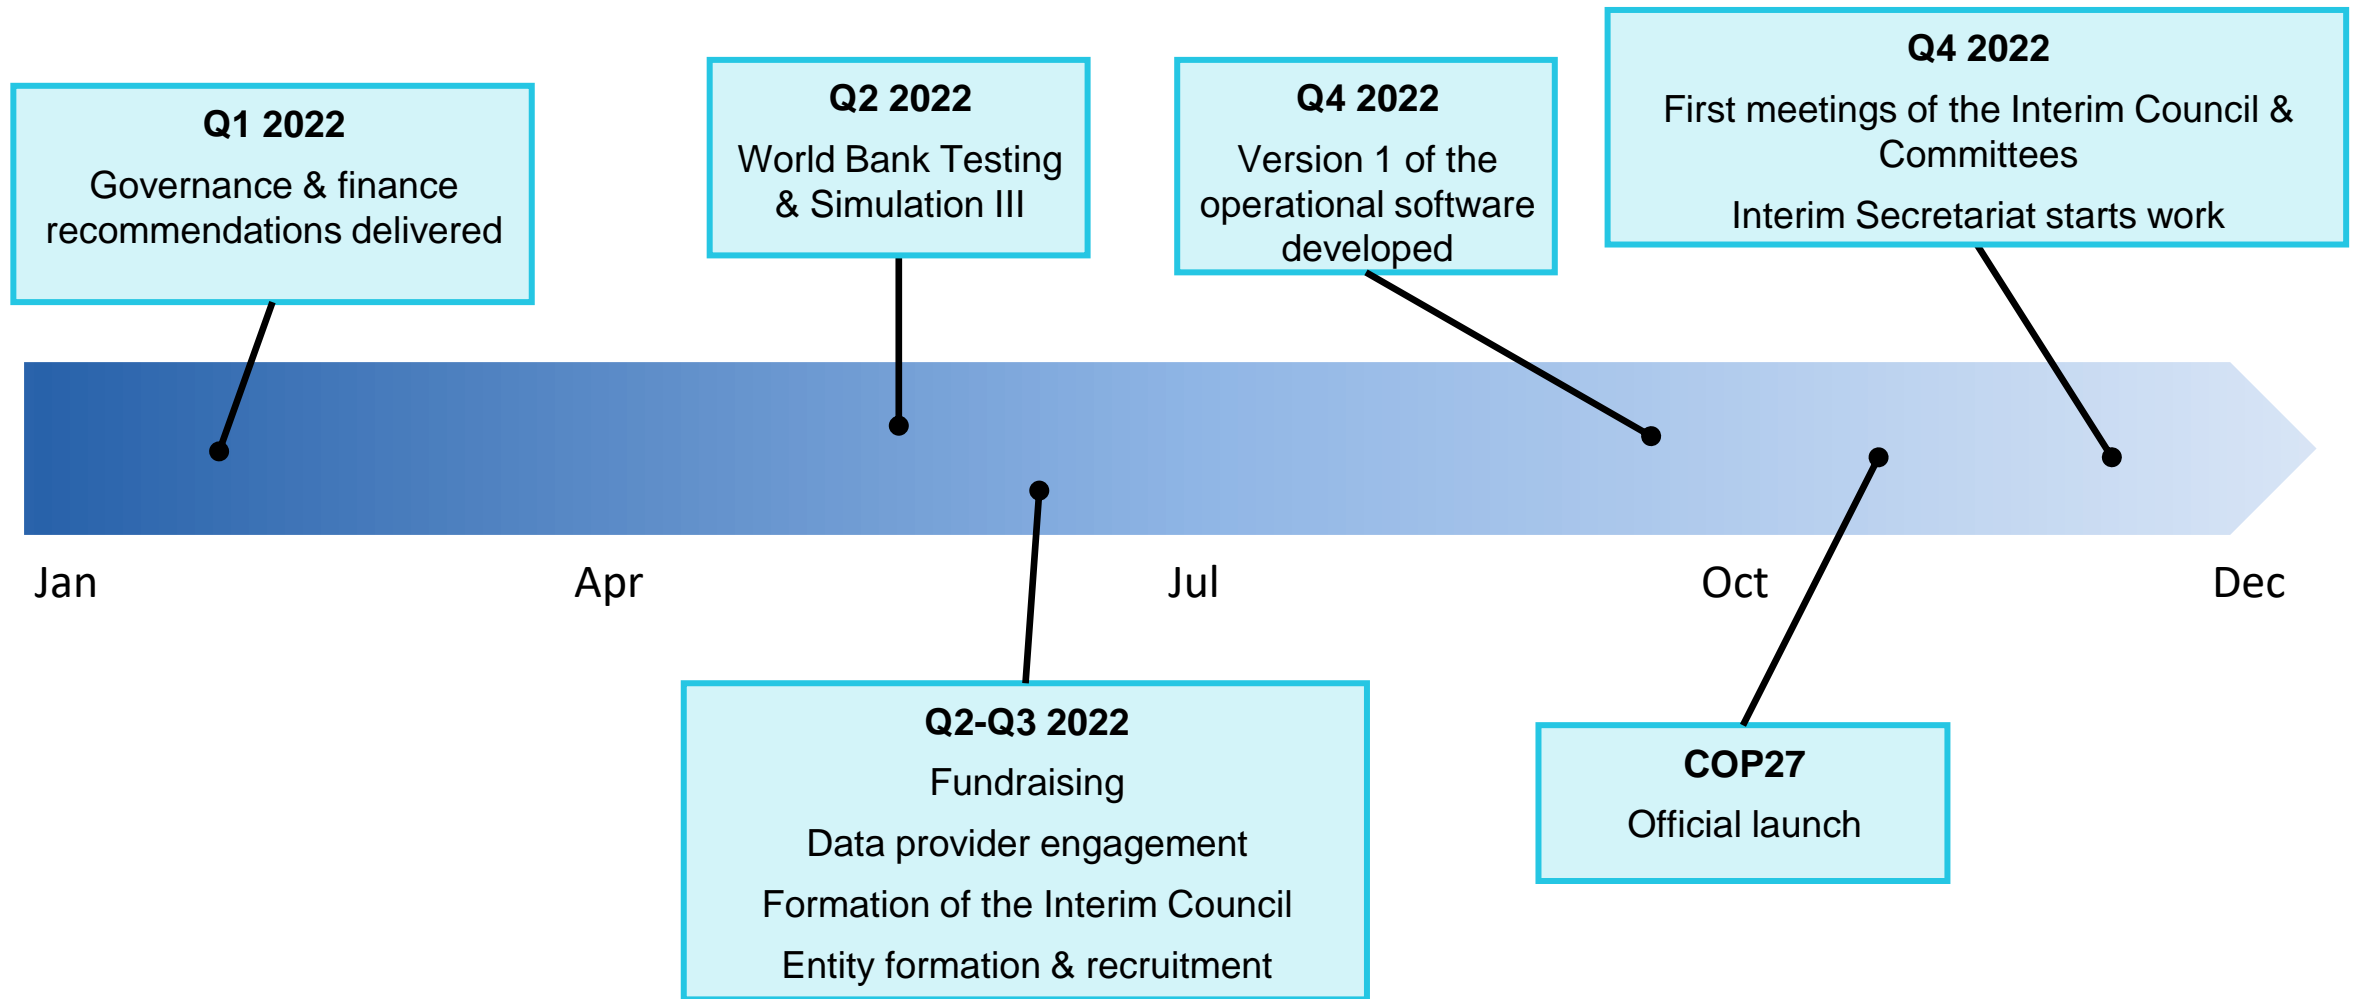 Q1 2022
Governance & finance
recommendations delivered
Q2 2022
World Bank Testing
& Simulation III
Q4 2022
Version 1 of the
operational software
developed
Q4 2022
First meetings of the Interim Council &
Committees
Interim Secretariat starts work
Jan
Apr
Jul
Oct
Dec
Q2-Q3 2022
Fundraising
Data provider engagement
Formation of the Interim Council
Entity formation & recruitment
COP27
Official launch